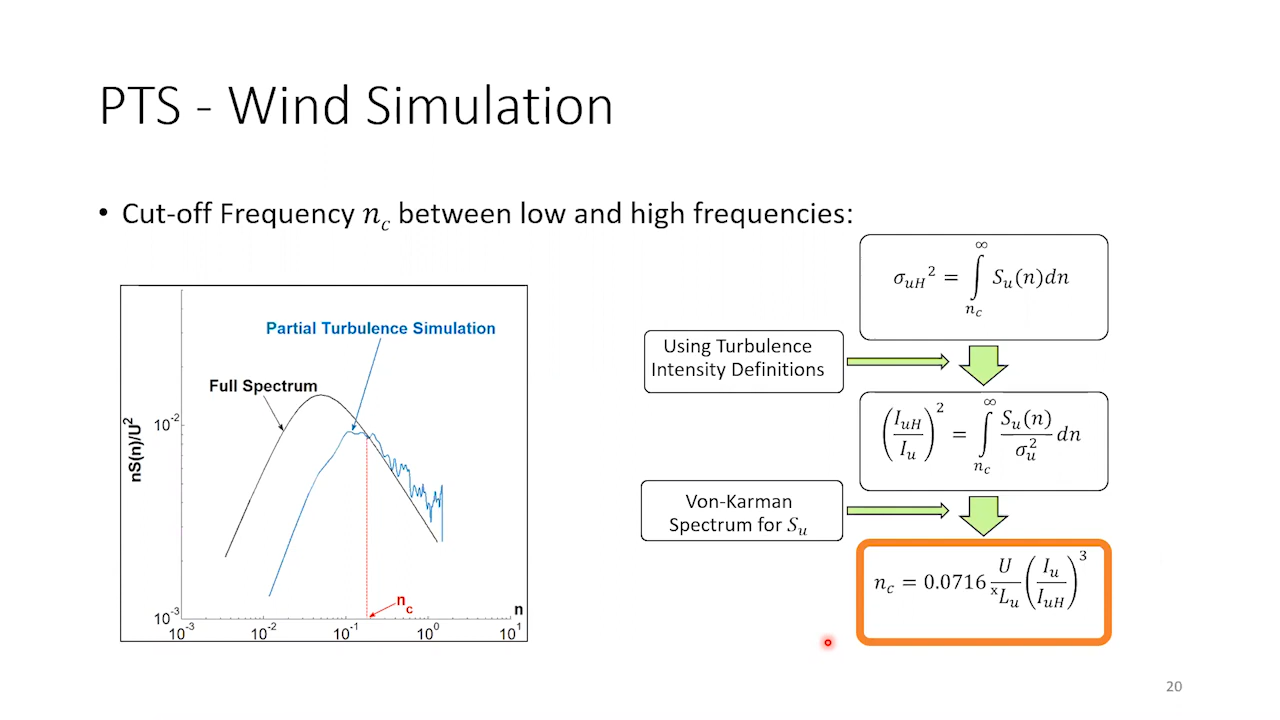 PTS - Wind Simulation
• Cut-off Frequency n_c between low and high frequencies:
Partial Turbulence Simulation
Full Spectrum
nS(n)/U²
10⁻²
10⁻³
n_c
n
10⁻³ 10⁻² 10⁻¹ 10⁰ 10¹
σ_uH² = ∫_{n_c}^{∞} S_u(n)dn
Using Turbulence
Intensity Definitions
(I_uH/I_u)² = ∫_{n_c}^{∞} S_u(n)/σ_u² dn
Von-Karman
Spectrum for S_u
n_c = 0.0716 U/ˣL_u (I_u/I_uH)³
20